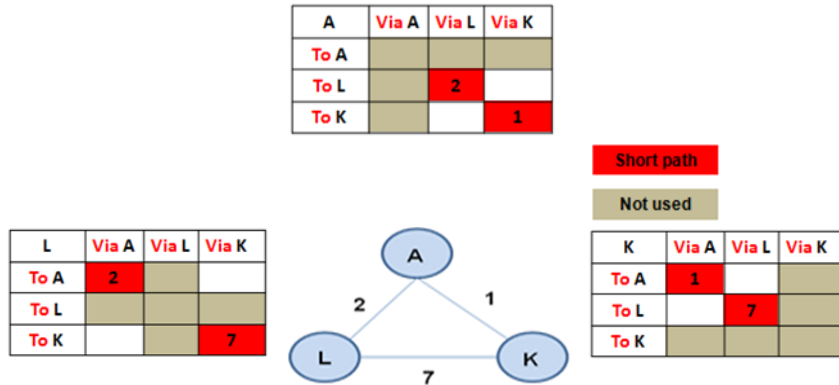 A Via A Via L Via K
To A
To L 2
To K 1
Short path
Not used
L Via A Via L Via K
To A 2
To L
To K 7
A
2 1
L K
7
K Via A Via L Via K
To A 1
To L 7
To K